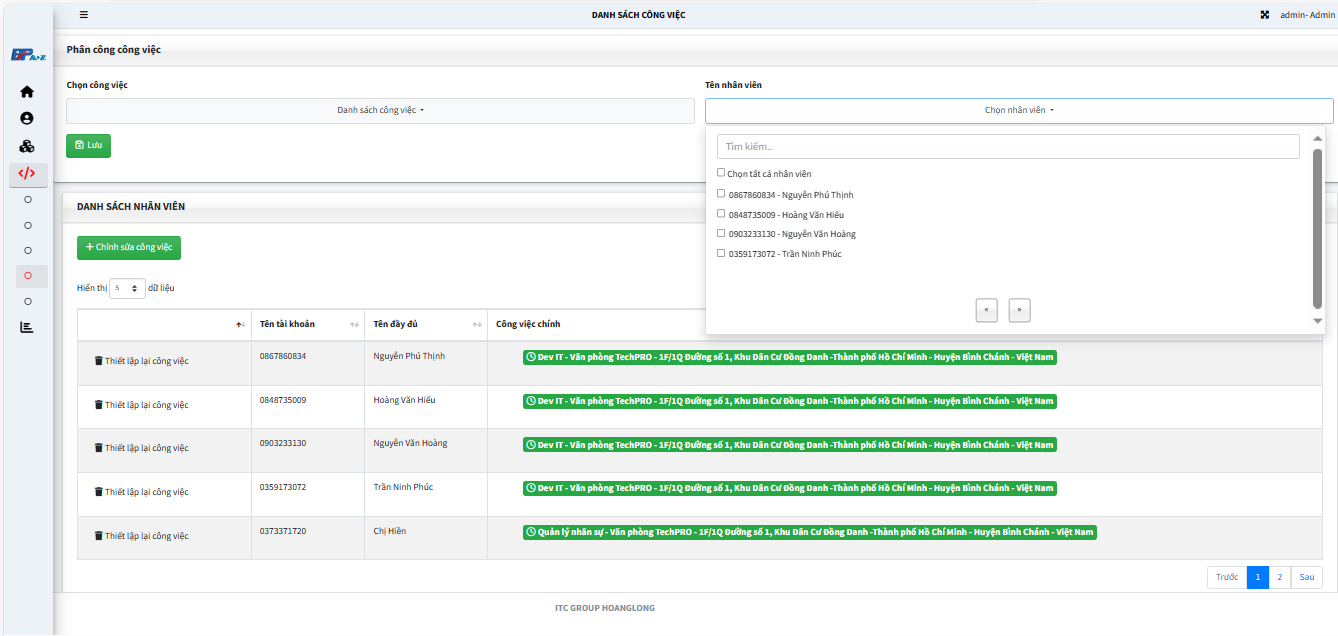 DANH SÁCH CÔNG VIỆC
admin- Admin
Phân công công việc
Chọn công việc
Tên nhân viên
Danh sách công việc
Chọn nhân viên
Tìm kiếm..
Lưu
Chọn tất cả nhân viên
0867860834 - Nguyễn Phú Thịnh
0848735009 - Hoàng Văn Hiếu
0903233130 - Nguyễn Văn Hoàng
0359173072 - Trần Ninh Phúc
«
»
DANH SÁCH NHÂN VIÊN
+ Chỉnh sửa công việc
Hiển thị 5 dữ liệu
Tên tài khoản Tên đầy đủ Công việc chính
Thiết lập lại công việc 0867860834 Nguyễn Phú Thịnh Dev IT - Văn phòng TechPRO - 1F/1Q Đường số 1, Khu Dân Cư Đồng Danh -Thành phố Hồ Chí Minh - Huyện Bình Chánh - Việt Nam
Thiết lập lại công việc 0848735009 Hoàng Văn Hiếu Dev IT - Văn phòng TechPRO - 1F/1Q Đường số 1, Khu Dân Cư Đồng Danh -Thành phố Hồ Chí Minh - Huyện Bình Chánh - Việt Nam
Thiết lập lại công việc 0903233130 Nguyễn Văn Hoàng Dev IT - Văn phòng TechPRO - 1F/1Q Đường số 1, Khu Dân Cư Đồng Danh -Thành phố Hồ Chí Minh - Huyện Bình Chánh - Việt Nam
Thiết lập lại công việc 0359173072 Trần Ninh Phúc Dev IT - Văn phòng TechPRO - 1F/1Q Đường số 1, Khu Dân Cư Đồng Danh -Thành phố Hồ Chí Minh - Huyện Bình Chánh - Việt Nam
Thiết lập lại công việc 0373371720 Chị Hiền Quản lý nhân sự - Văn phòng TechPRO - 1F/1Q Đường số 1, Khu Dân Cư Đồng Danh -Thành phố Hồ Chí Minh - Huyện Bình Chánh - Việt Nam
Trước 1 2 Sau
ITC GROUP HOANGLONG